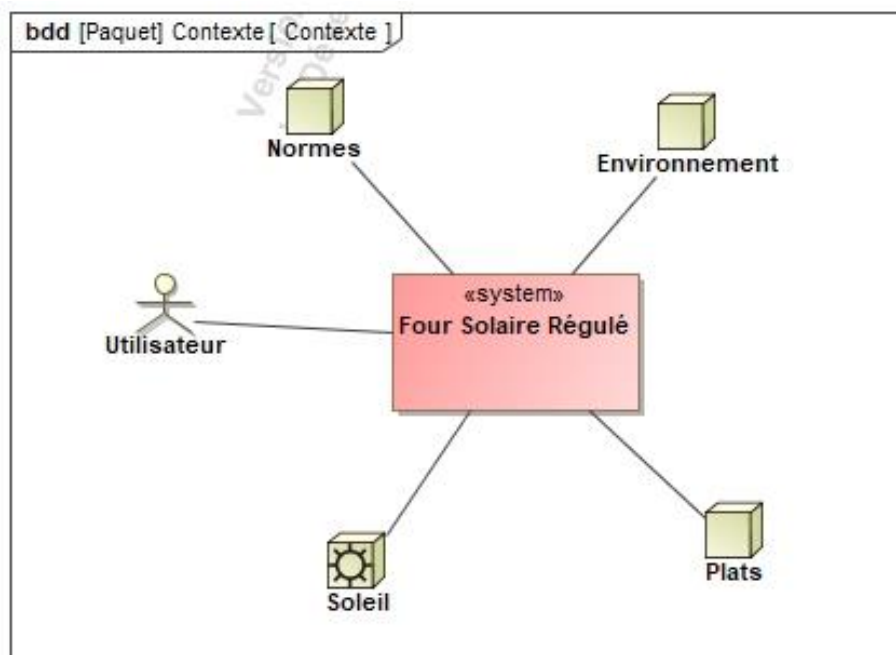 bdd [Paquet] Contexte [ Contexte ]
Normes
Environnement
«system»
Four Solaire Régulé
Utilisateur
Soleil
Plats